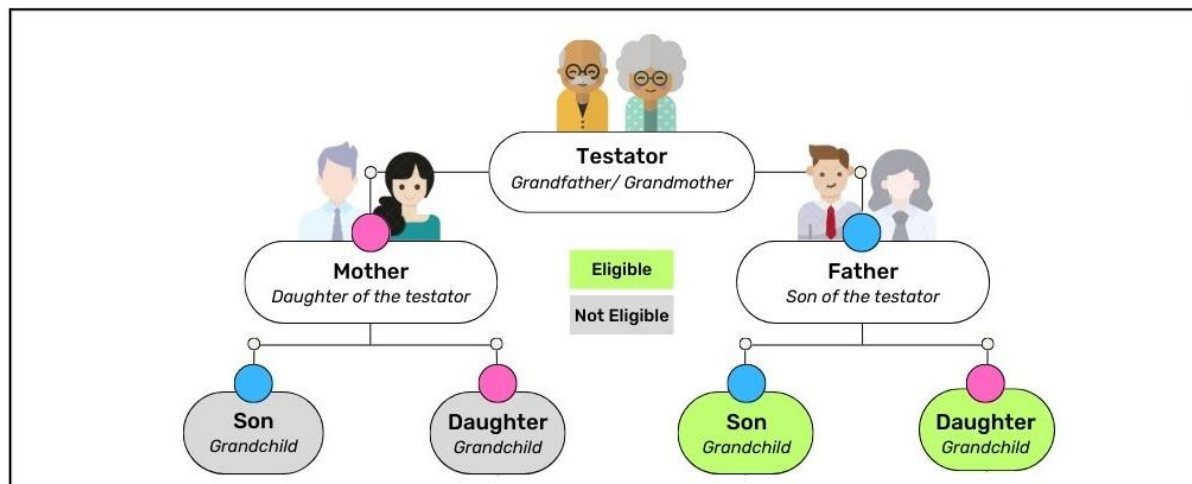 Testator
Grandfather/ Grandmother
Mother
Daughter of the testator
Eligible
Not Eligible
Father
Son of the testator
Son
Grandchild
Daughter
Grandchild
Son
Grandchild
Daughter
Grandchild